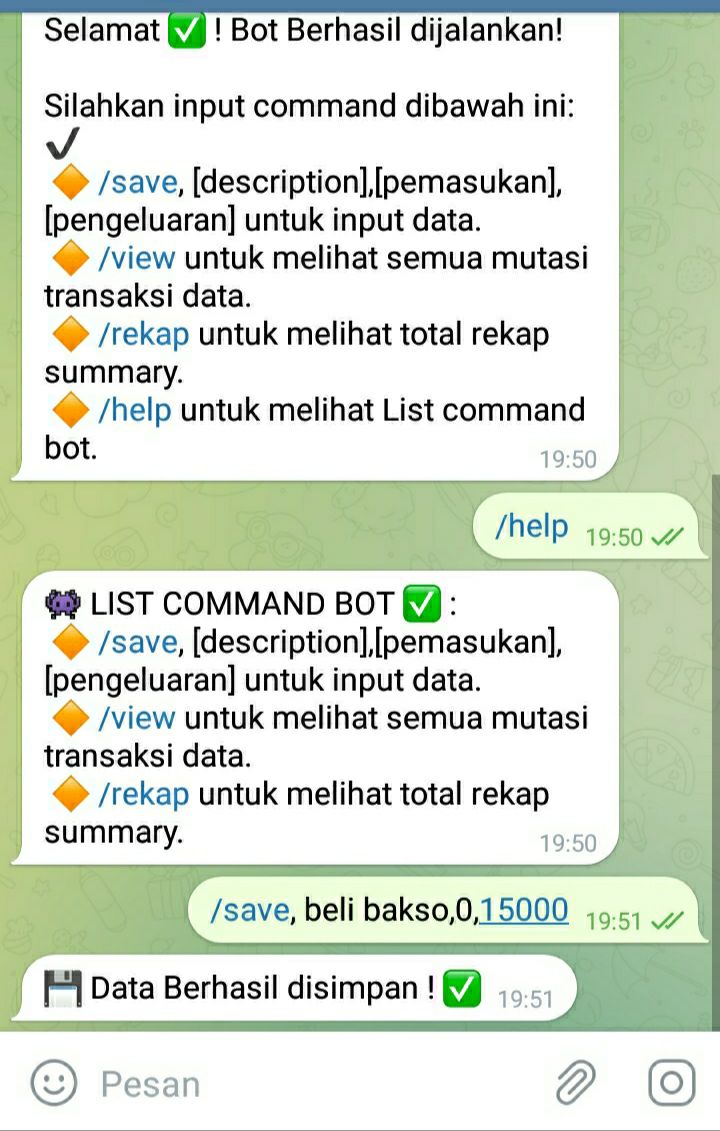 Selamat ✅ ! Bot Berhasil dijalankan!
Silahkan input command dibawah ini:
✔
🔶 /save, [description],[pemasukan],
[pengeluaran] untuk input data.
🔶 /view untuk melihat semua mutasi
transaksi data.
🔶 /rekap untuk melihat total rekap
summary.
🔶 /help untuk melihat List command
bot. 19:50
/help 19:50
👾 LIST COMMAND BOT ✅ :
🔶 /save, [description],[pemasukan],
[pengeluaran] untuk input data.
🔶 /view untuk melihat semua mutasi
transaksi data.
🔶 /rekap untuk melihat total rekap
summary. 19:50
/save, beli bakso,0,15000 19:51
💾 Data Berhasil disimpan ! ✅ 19:51
Pesan